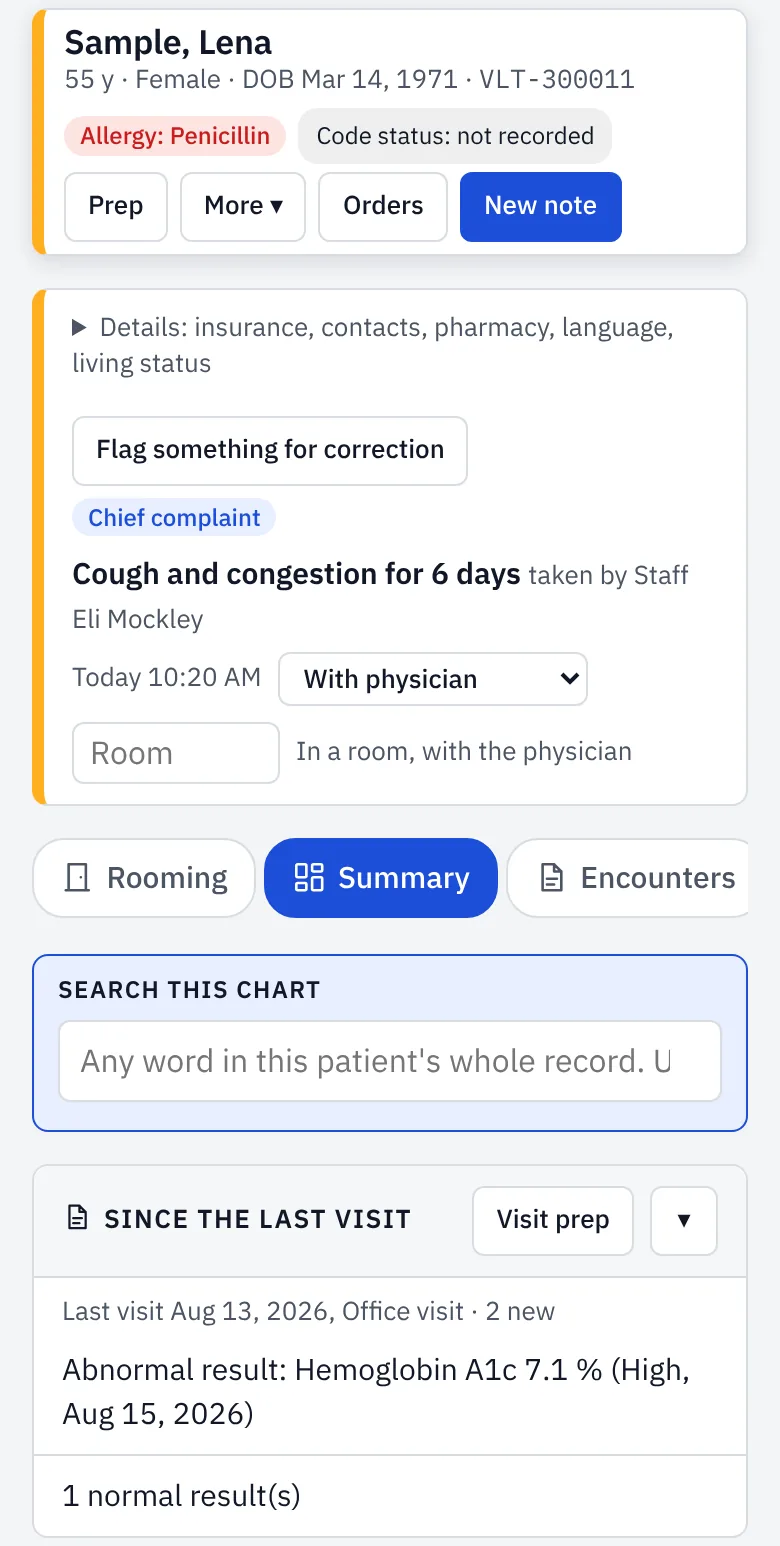 Sample, Lena
55 y · Female · DOB Mar 14, 1971 · VLT-300011
Allergy: Penicillin
Code status: not recorded
Prep
More ▾
Orders
New note
▶ Details: insurance, contacts, pharmacy, language,
living status
Flag something for correction
Chief complaint
Cough and congestion for 6 days taken by Staff
Eli Mockley
Today 10:20 AM
With physician
Room
In a room, with the physician
Rooming
Summary
Encounters
SEARCH THIS CHART
Any word in this patient's whole record. U
SINCE THE LAST VISIT
Visit prep
▾
Last visit Aug 13, 2026, Office visit · 2 new
Abnormal result: Hemoglobin A1c 7.1 % (High,
Aug 15, 2026)
1 normal result(s)